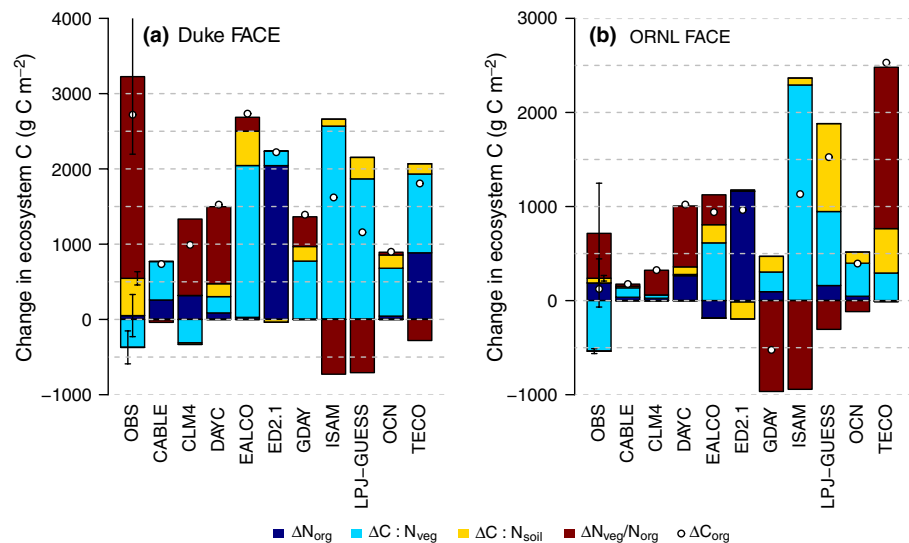 (a) Duke FACE
Change in ecosystem C (g C m−2)
4000
3000
2000
1000
0
−1000
OBS
CABLE
CLM4
DAYC
EALCO
ED2.1
GDAY
ISAM
LPJ−GUESS
OCN
TECO
(b) ORNL FACE
Change in ecosystem C (g C m−2)
3000
2000
1000
0
−1000
OBS
CABLE
CLM4
DAYC
EALCO
ED2.1
GDAY
ISAM
LPJ−GUESS
OCN
TECO
ΔNorg ΔC : Nveg ΔC : Nsoil ΔNveg/Norg ΔCorg